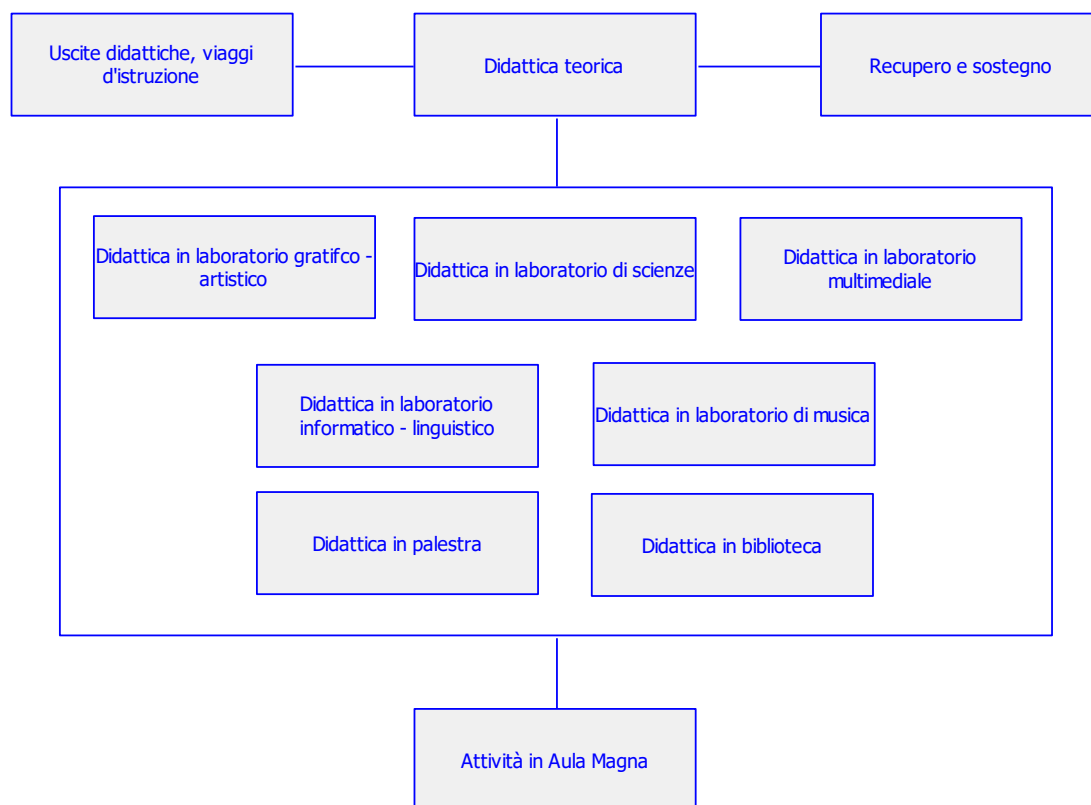 Uscite didattiche, viaggi
d'istruzione
Didattica teorica
Recupero e sostegno
Didattica in laboratorio gratifco -
artistico
Didattica in laboratorio di scienze
Didattica in laboratorio
multimediale
Didattica in laboratorio
informatico - linguistico
Didattica in laboratorio di musica
Didattica in palestra
Didattica in biblioteca
Attività in Aula Magna